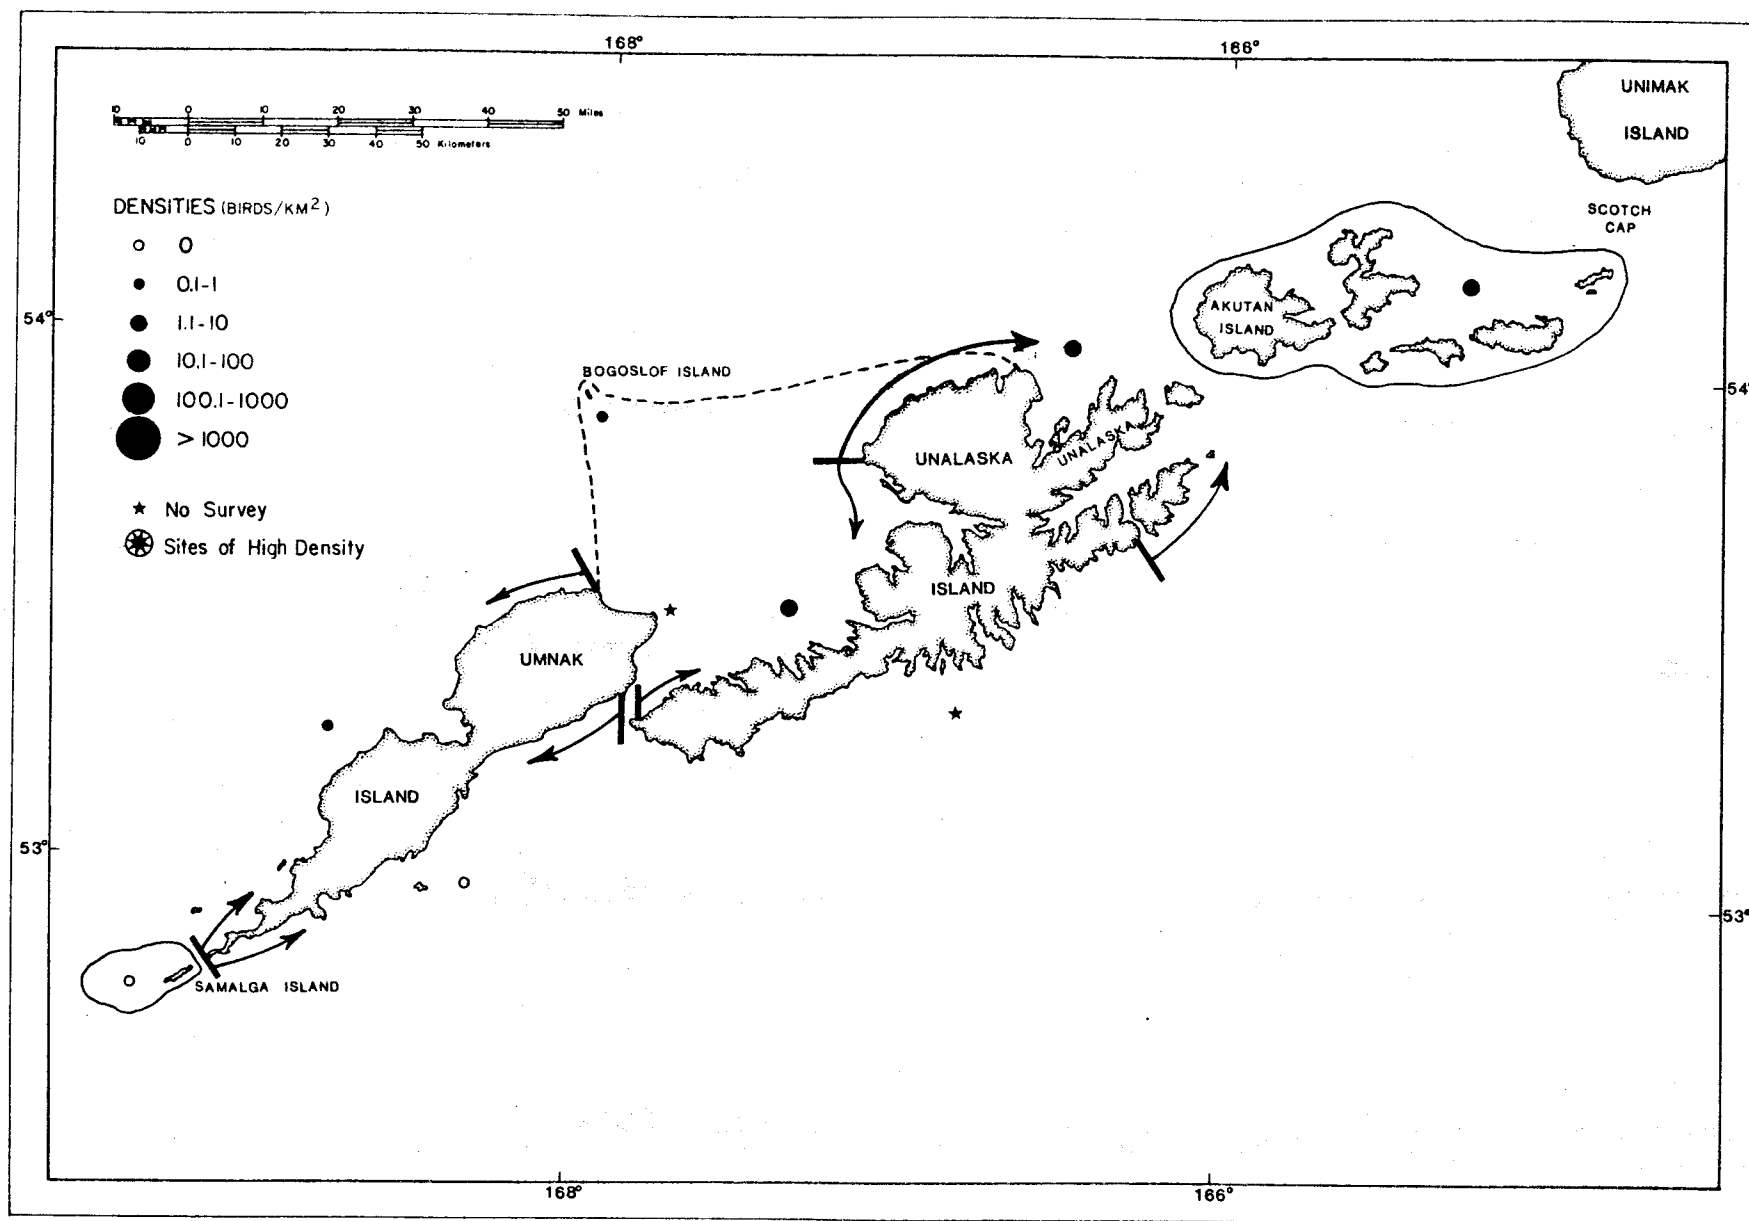 168°
166°
10 0 10 20 30 40 50 Miles
10 0 10 20 30 40 50 Kilometers
UNIMAK
ISLAND
DENSITIES (BIRDS/KM2)
0
0.1-1
1.1-10
10.1-100
100.1-1000
> 1000
No Survey
Sites of High Density
SCOTCH
CAP
AKUTAN
ISLAND
54°
54°
BOGOSLOF ISLAND
UNALASKA
UNALASKA
ISLAND
UMNAK
ISLAND
53°
53°
SAMALGA ISLAND
168°
166°